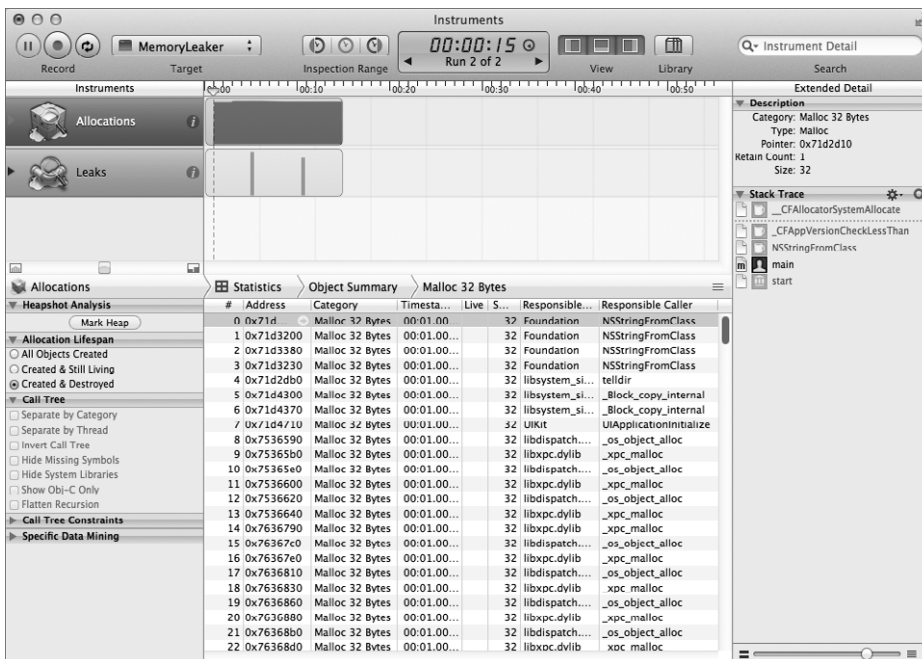 Instruments
MemoryLeaker
00:00:15
Run 2 of 2
Instrument Detail
Record
Target
Inspection Range
View
Library
Search
Instruments
00:00
00:10
00:20
00:30
00:40
00:50
Extended Detail
Allocations
Leaks
Description
Category: Malloc 32 Bytes
Type: Malloc
Pointer: 0x71d2d10
Retain Count: 1
Size: 32
Stack Trace
__CFAllocatorSystemAllocate
_CFAppVersionCheckLessThan
NSStringFromClass
main
start
Allocations
Statistics
Object Summary
Malloc 32 Bytes
Heapshot Analysis
Mark Heap
Allocation Lifespan
All Objects Created
Created & Still Living
Created & Destroyed
Call Tree
Separate by Category
Separate by Thread
Invert Call Tree
Hide Missing Symbols
Hide System Libraries
Show Obj-C Only
Flatten Recursion
Call Tree Constraints
Specific Data Mining
# Address Category Timesta... Live S... Responsible... Responsible Caller
0 0x71d... Malloc 32 Bytes 00:01.00... 32 Foundation NSStringFromClass
1 0x71d3200 Malloc 32 Bytes 00:01.00... 32 Foundation NSStringFromClass
2 0x71d3380 Malloc 32 Bytes 00:01.00... 32 Foundation NSStringFromClass
3 0x71d3230 Malloc 32 Bytes 00:01.00... 32 Foundation NSStringFromClass
4 0x71d2db0 Malloc 32 Bytes 00:01.00... 32 libsystem_si... telldir
5 0x71d4300 Malloc 32 Bytes 00:01.00... 32 libsystem_si... _Block_copy_internal
6 0x71d4370 Malloc 32 Bytes 00:01.00... 32 libsystem_si... _Block_copy_internal
7 0x71d4710 Malloc 32 Bytes 00:01.00... 32 UIKit UIApplicationInitialize
8 0x7536590 Malloc 32 Bytes 00:01.00... 32 libdispatch.... _os_object_alloc
9 0x75365b0 Malloc 32 Bytes 00:01.00... 32 libxpc.dylib _xpc_malloc
10 0x75365e0 Malloc 32 Bytes 00:01.00... 32 libdispatch.... _os_object_alloc
11 0x7536600 Malloc 32 Bytes 00:01.00... 32 libxpc.dylib _xpc_malloc
12 0x7536620 Malloc 32 Bytes 00:01.00... 32 libdispatch.... _os_object_alloc
13 0x7536640 Malloc 32 Bytes 00:01.00... 32 libxpc.dylib _xpc_malloc
14 0x7636790 Malloc 32 Bytes 00:01.00... 32 libxpc.dylib _xpc_malloc
15 0x76367c0 Malloc 32 Bytes 00:01.00... 32 libdispatch.... _os_object_alloc
16 0x76367e0 Malloc 32 Bytes 00:01.00... 32 libxpc.dylib _xpc_malloc
17 0x7636810 Malloc 32 Bytes 00:01.00... 32 libdispatch.... _os_object_alloc
18 0x7636830 Malloc 32 Bytes 00:01.00... 32 libxpc.dylib _xpc_malloc
19 0x7636860 Malloc 32 Bytes 00:01.00... 32 libdispatch.... _os_object_alloc
20 0x7636880 Malloc 32 Bytes 00:01.00... 32 libxpc.dylib _xpc_malloc
21 0x76368b0 Malloc 32 Bytes 00:01.00... 32 libdispatch.... _os_object_alloc
22 0x76368d0 Malloc 32 Bytes 00:01.00... 32 libxpc.dylib _xpc_malloc